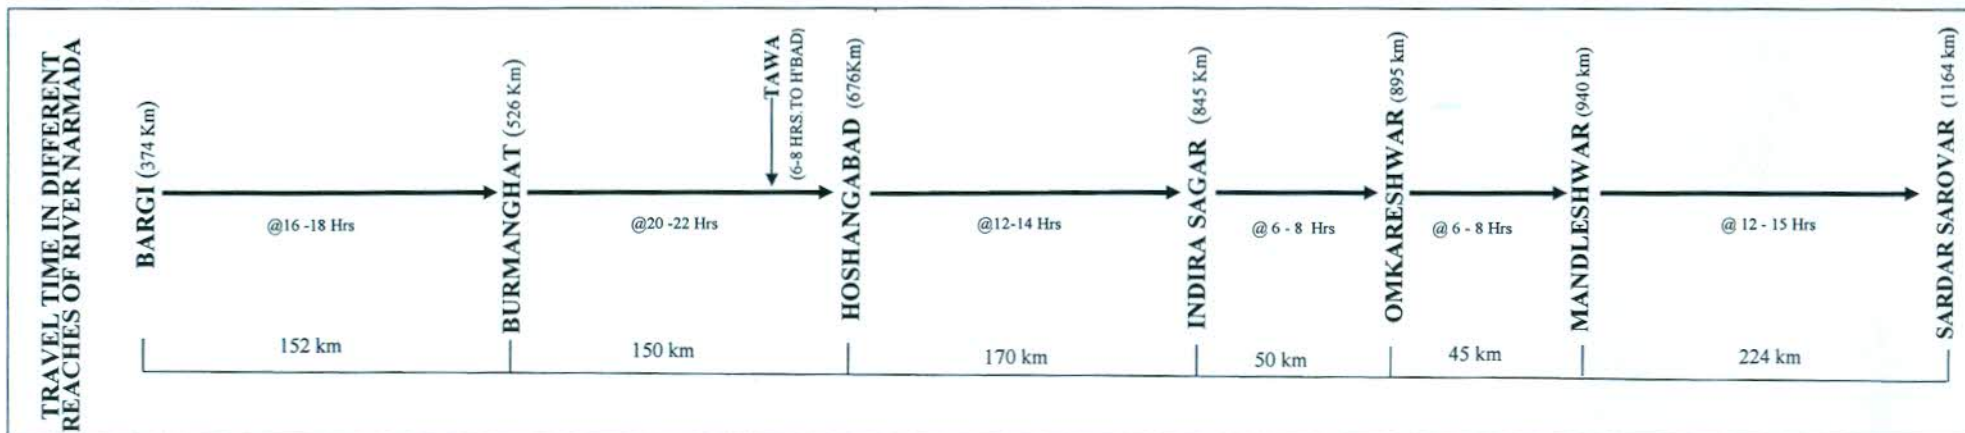 TRAVEL TIME IN DIFFERENT
REACHES OF RIVER NARMADA
BARGI (374 Km)
@16 -18 Hrs
BURMANGHAT (526 Km)
@20 -22 Hrs
TAWA
(6-8 HRS.TO H'BAD)
HOSHANGABAD (676Km)
@12-14 Hrs
INDIRA SAGAR (845 Km)
@ 6 - 8 Hrs
OMKARESHWAR (895 km)
@ 6 - 8 Hrs
MANDLESHWAR (940 km)
@ 12 - 15 Hrs
SARDAR SAROVAR (1164 km)
152 km
150 km
170 km
50 km
45 km
224 km